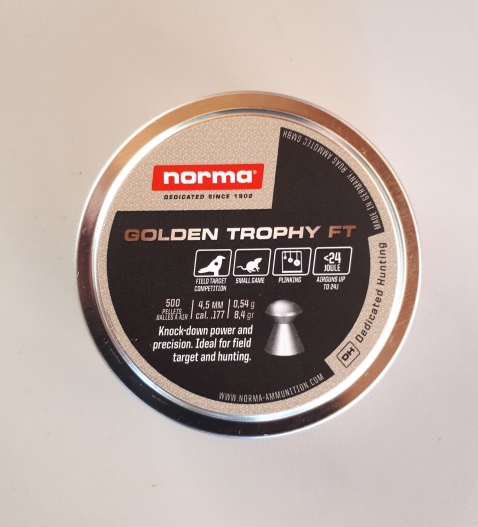 norma®
DEDICATED SINCE 1902
GOLDEN TROPHY FT
FIELD TARGET
COMPETITION
SMALL GAME
PLINKING
<24
JOULE
AIRGUNS UP
TO 24J
500
PELLETS
BALLES À AIR
4,5 MM
cal. .177
0,54 g
8,4 gr
Knock-down power and
precision. Ideal for field
target and hunting.
DH Dedicated Hunting
MADE IN GERMANY RUAG AMMOTEC GMBH
WWW.NORMA-AMMUNITION.COM